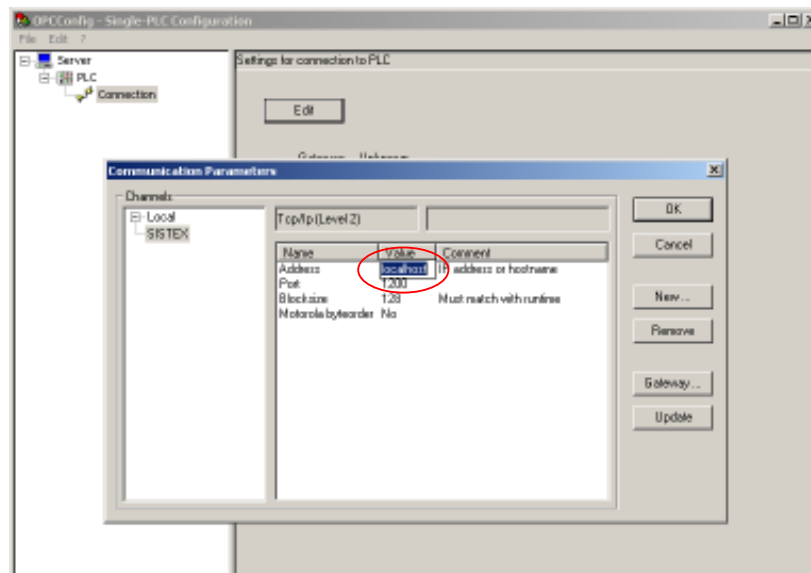 OPCConfig - Single-PLC Configuration
File Edit ?
Server
PLC
Connection
Settings for connection to PLC
Edit
Communication Parameters
Channels
Local
SISTEX
Tcp/Ip (Level 2)
Name Value Comment
Address localhost IP address or hostname
Port 1200
Blocksize 128 Must match with runtime
Motorola byteorder No
OK
Cancel
New...
Remove
Gateway...
Update